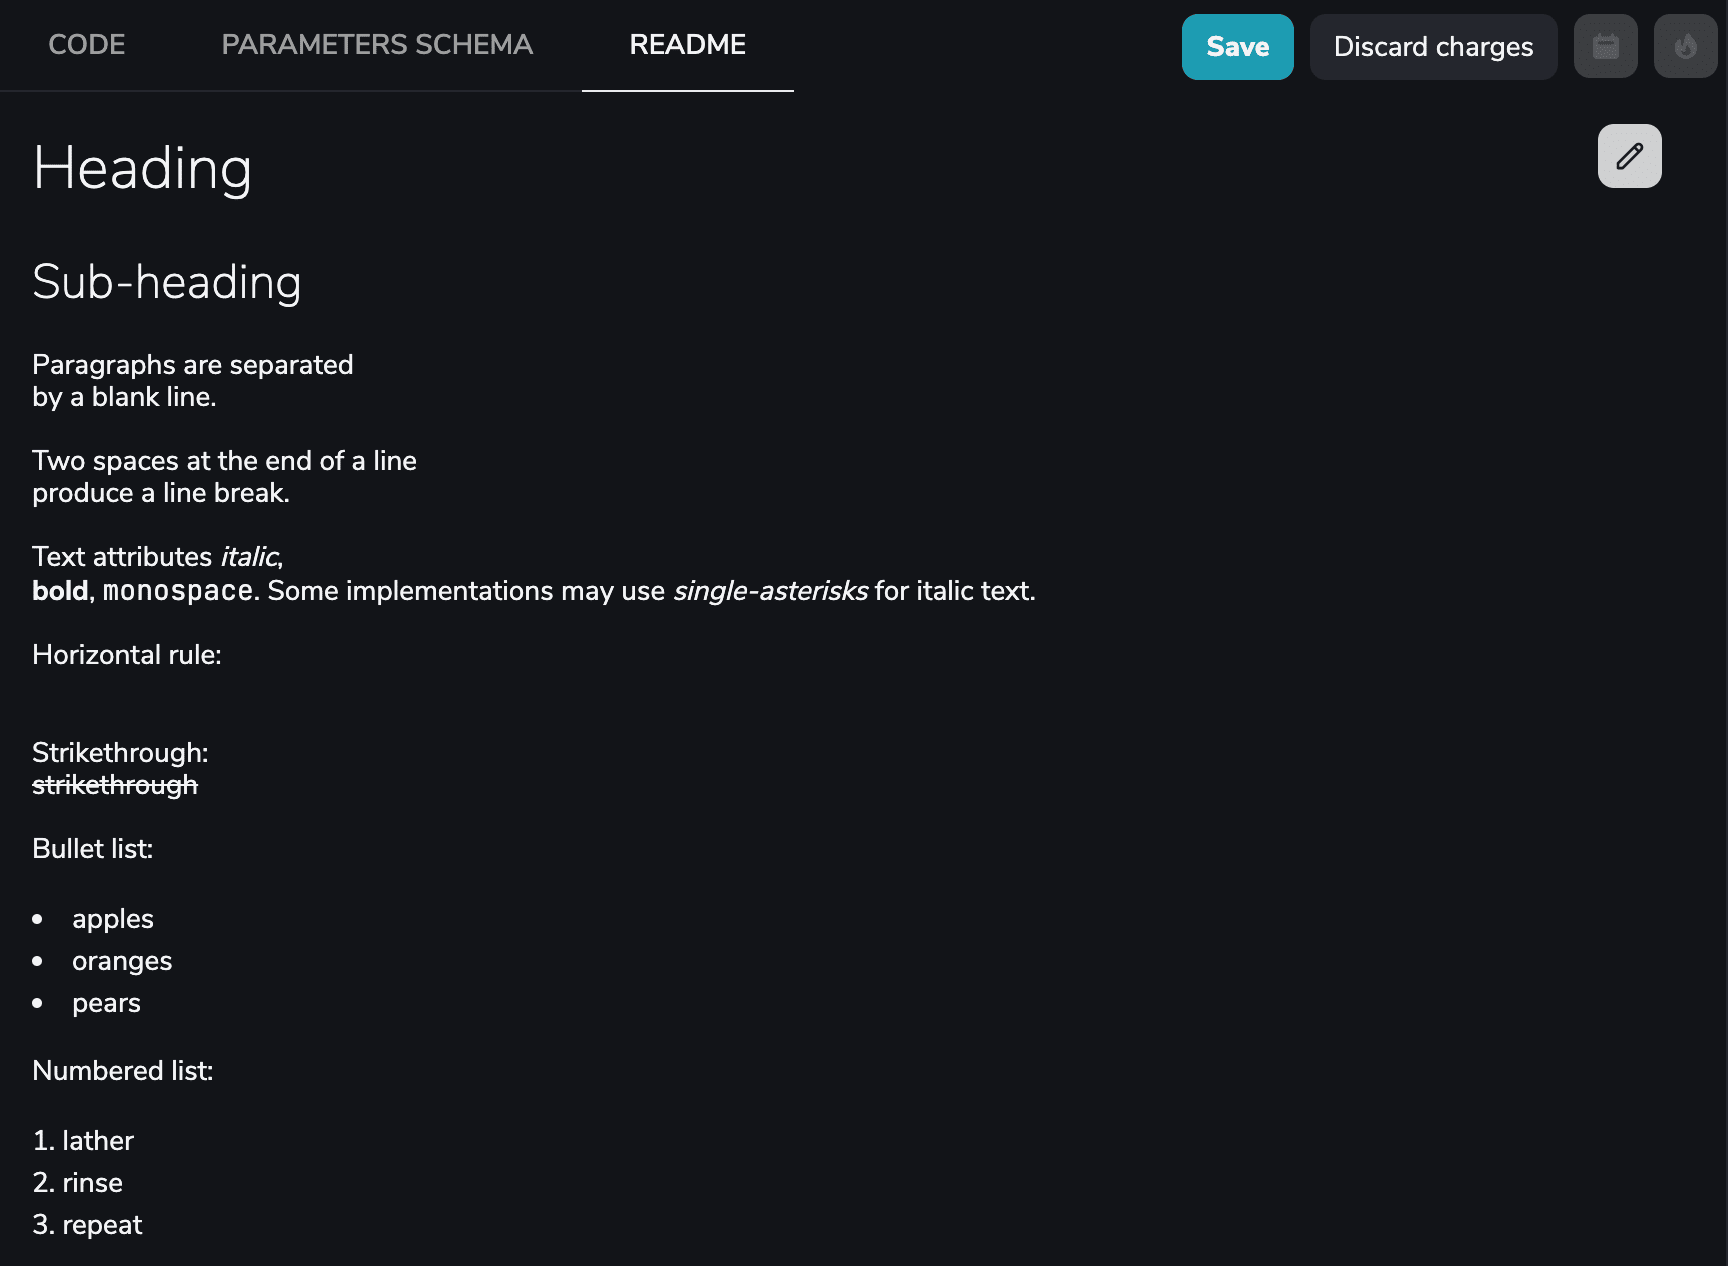 CODE PARAMETERS SCHEMA README Save Discard charges
Heading
Sub-heading
Paragraphs are separated
by a blank line.
Two spaces at the end of a line
produce a line break.
Text attributes italic,
bold, monospace. Some implementations may use single-asterisks for italic text.
Horizontal rule:
Strikethrough:
strikethrough
Bullet list:
• apples
• oranges
• pears
Numbered list:
1. lather
2. rinse
3. repeat